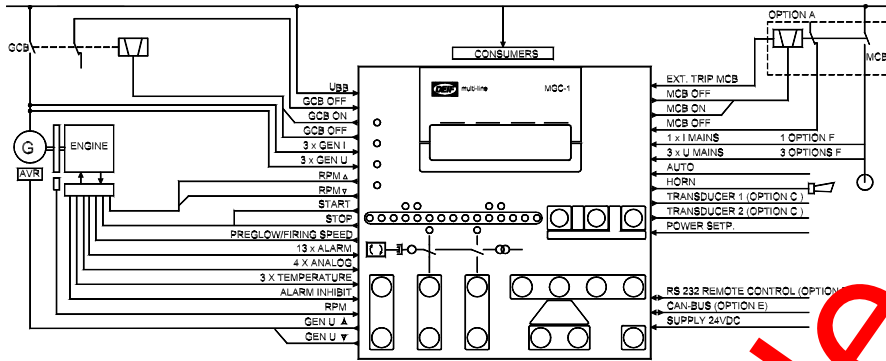 OPTION A
GCB
CONSUMERS
MCB
UBB
GCB OFF
GCB ON
GCB OFF
3 x GEN I
3 x GEN U
RPM ▵
RPM ▿
START
STOP
PREGLOW/FIRING SPEED
13 x ALARM
4 X ANALOG
3 X TEMPERATURE
ALARM INHIBIT
RPM
GEN U ▲
GEN U ▼
G
ENGINE
AVR
DEIF multi-line MGC-1
EXT. TRIP MCB
MCB OFF
MCB ON
MCB OFF
1 x I MAINS 1 OPTION F
3 x U MAINS 3 OPTIONS F
AUTO
HORN
TRANSDUCER 1 (OPTION C )
TRANSDUCER 2 (OPTION C )
POWER SETP.
RS 232 REMOTE CONTROL (OPTION
CAN-BUS (OPTION E)
SUPPLY 24VDC